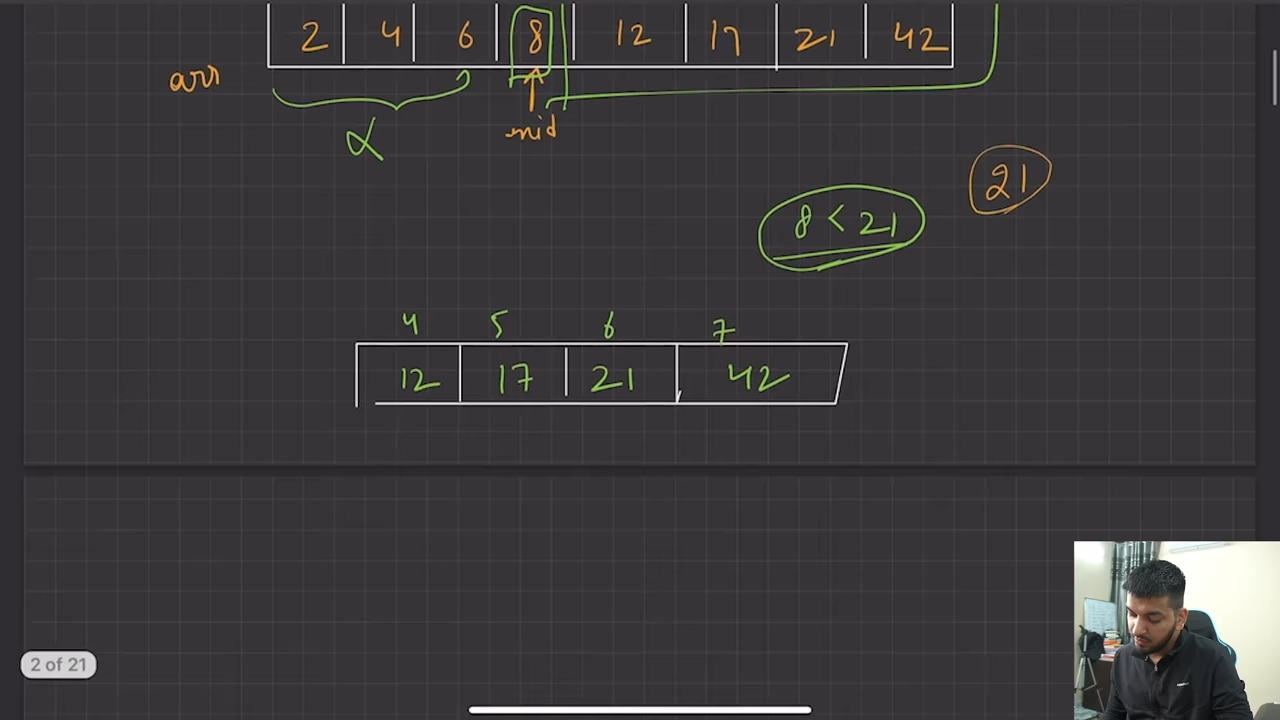 2 4 6 8 12 17 21 42
arr
α
mid
21
8 < 21
4 5 6 7
12 17 21 42
2 of 21